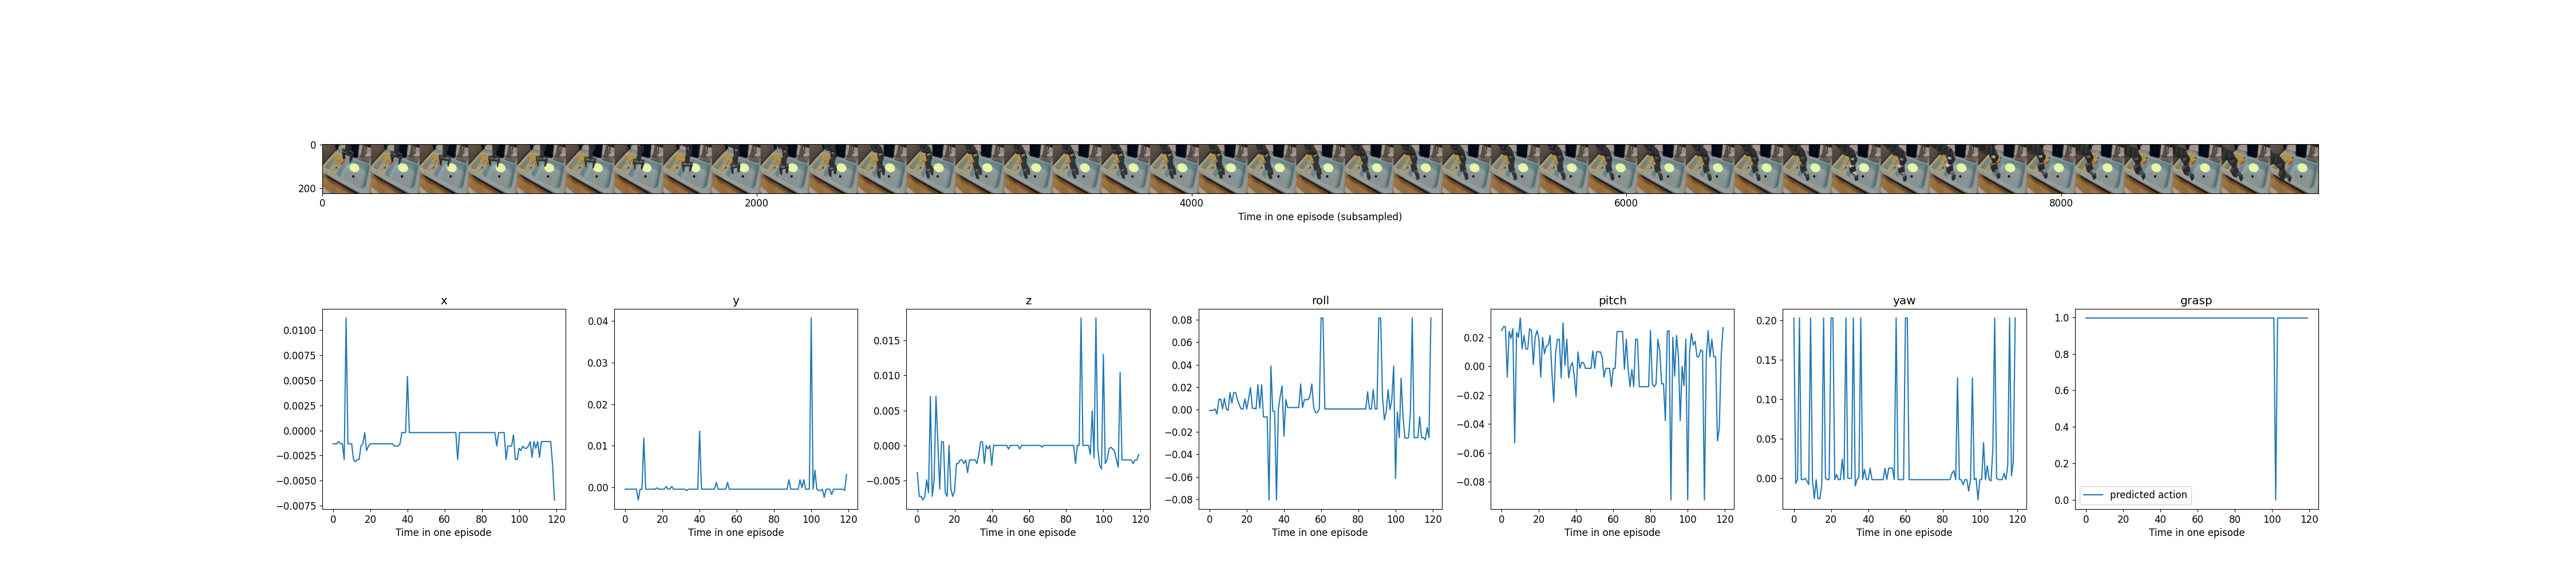 0
200
0 2000 4000 6000 8000
Time in one episode (subsampled)
x
0.0100
0.0075
0.0050
0.0025
0.0000
−0.0025
−0.0050
−0.0075
0 20 40 60 80 100 120
Time in one episode
y
0.04
0.03
0.02
0.01
0.00
0 20 40 60 80 100 120
Time in one episode
z
0.015
0.010
0.005
0.000
−0.005
0 20 40 60 80 100 120
Time in one episode
roll
0.08
0.06
0.04
0.02
0.00
−0.02
−0.04
−0.06
−0.08
0 20 40 60 80 100 120
Time in one episode
pitch
0.02
0.00
−0.02
−0.04
−0.06
−0.08
0 20 40 60 80 100 120
Time in one episode
yaw
0.20
0.15
0.10
0.05
0.00
0 20 40 60 80 100 120
Time in one episode
grasp
1.0
0.8
0.6
0.4
0.2
0.0
predicted action
0 20 40 60 80 100 120
Time in one episode